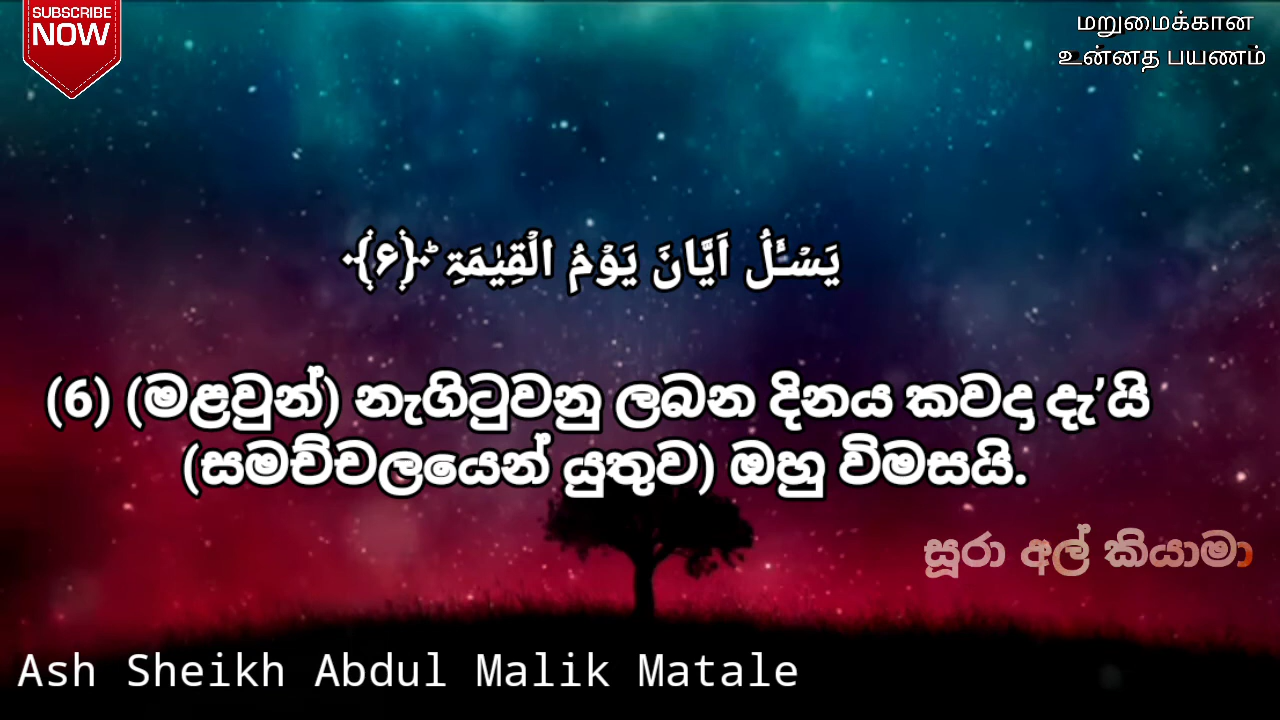 SUBSCRIBE
NOW
மறுமைக்கான
உன்னத பயணம்
یَسۡـَٔلُ اَیَّانَ یَوۡمُ الۡقِیٰمَۃِ ؕ﴿۶﴾
(6) (මළවුන්) නැගිටුවනු ලබන දිනය කවදා දැ’යි
(සමච්චලයෙන් යුතුව) ඔහු විමසයි.
සූරා අල් කියාමා
Ash Sheikh Abdul Malik Matale